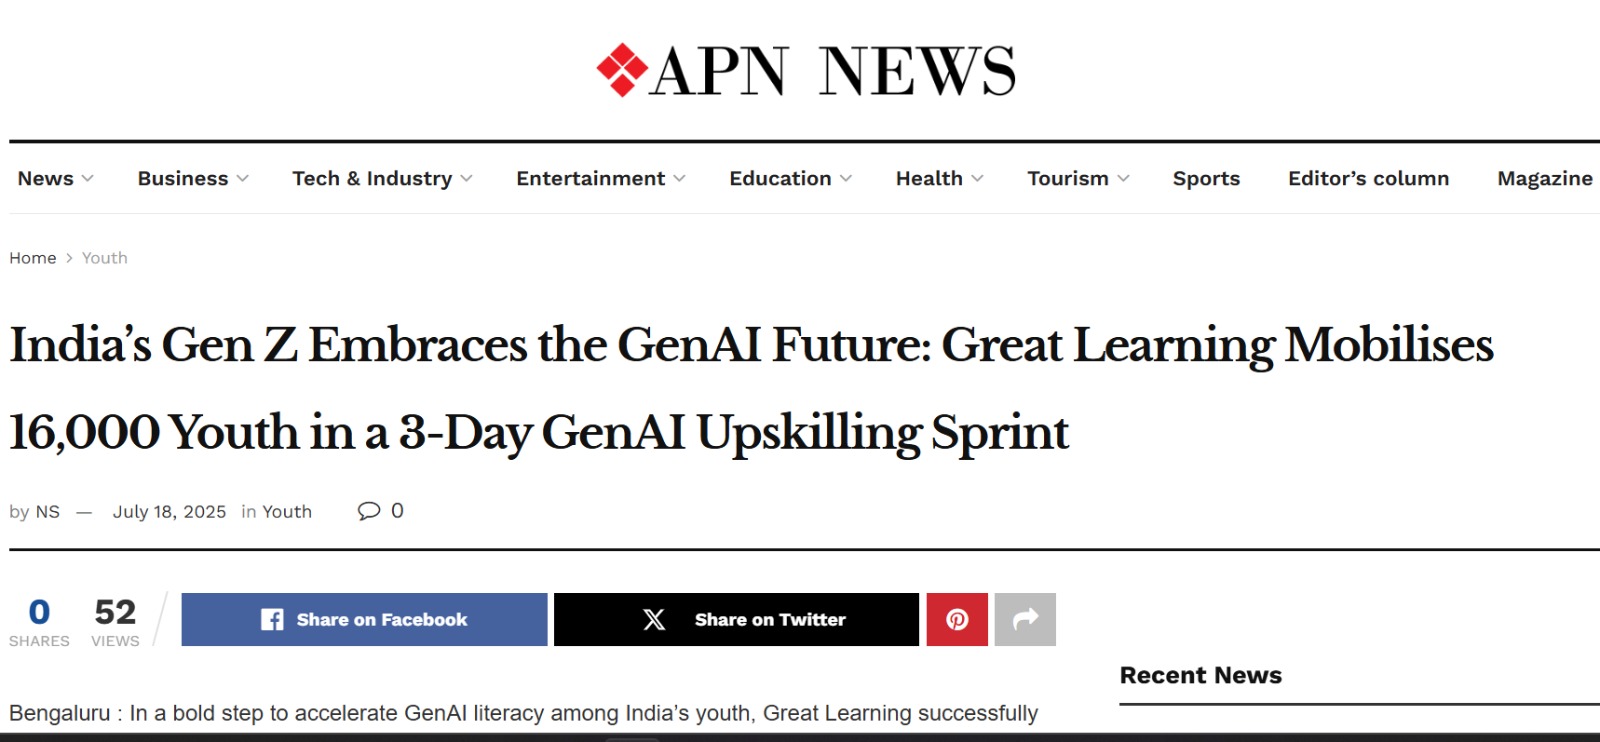 APN NEWS
News Business Tech & Industry Entertainment Education Health Tourism Sports Editor’s column Magazine
Home > Youth
India’s Gen Z Embraces the GenAI Future: Great Learning Mobilises
16,000 Youth in a 3-Day GenAI Upskilling Sprint
by NS — July 18, 2025 in Youth 0
0 SHARES 52 VIEWS Share on Facebook Share on Twitter
Recent News
Bengaluru : In a bold step to accelerate GenAI literacy among India’s youth, Great Learning successfully